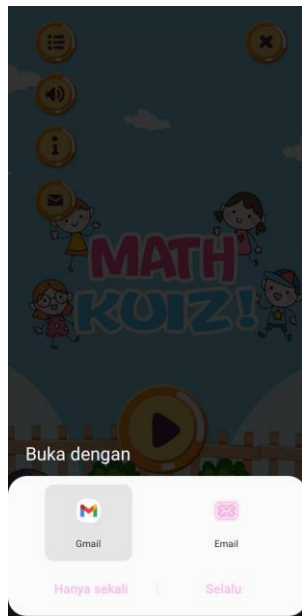 MATH
KUIZ!
Buka dengan
Gmail
Email
Hanya sekali
Selalu